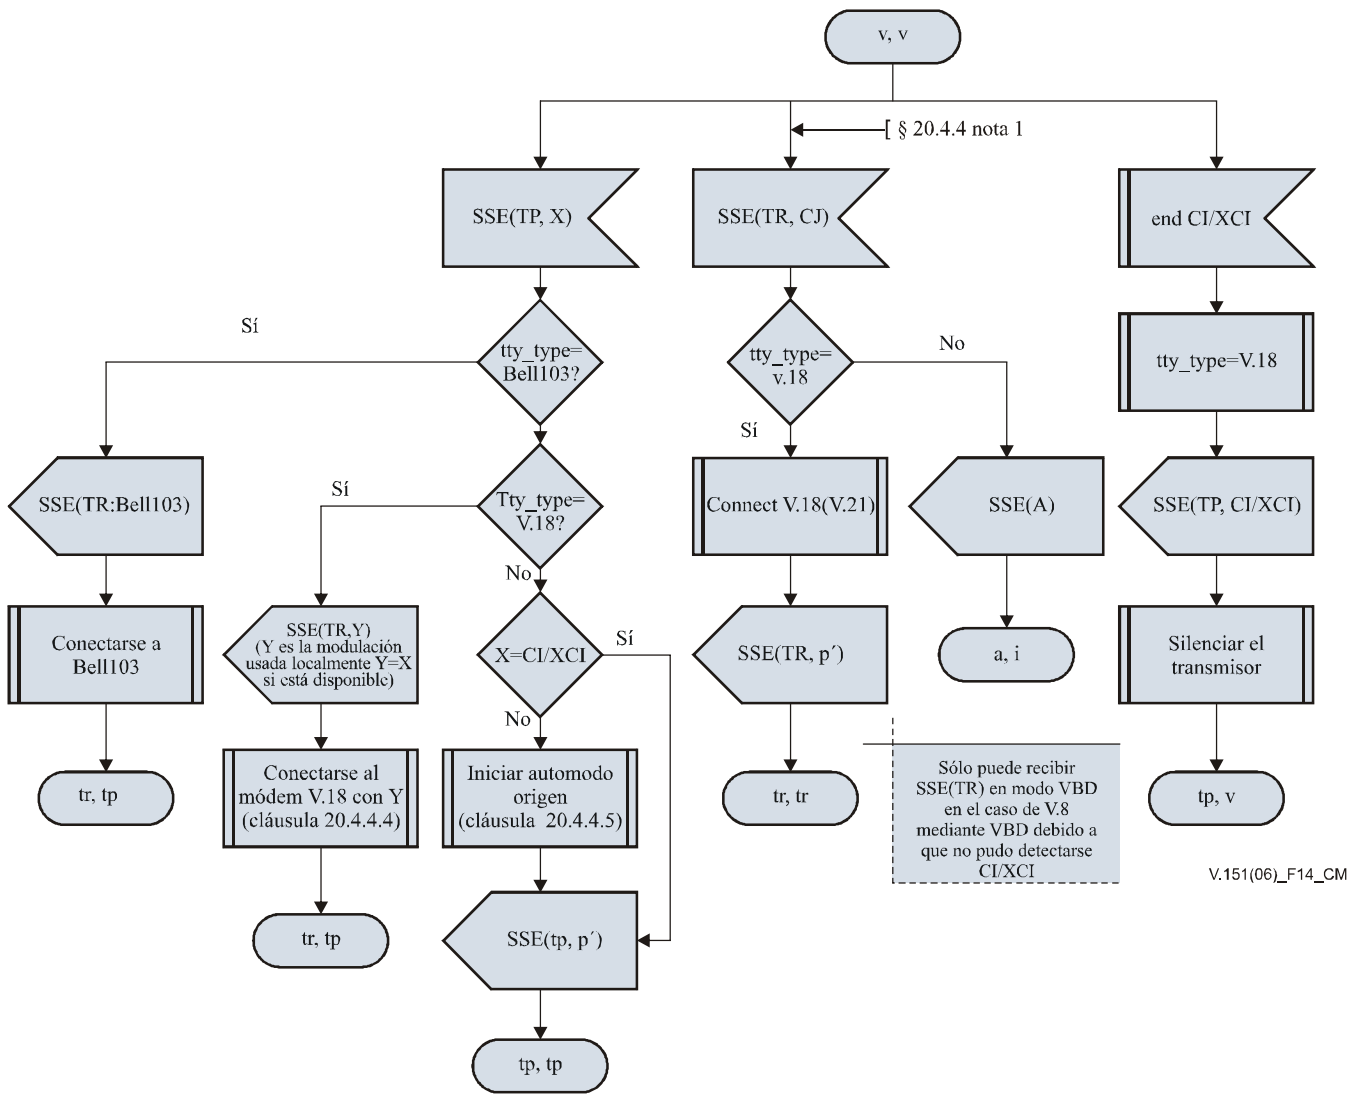 v, v
[ § 20.4.4 nota 1
SSE(TP, X)
SSE(TR, CJ)
end CI/XCI
Sí
tty_type=
Bell103?
tty_type=
v.18
No
tty_type=V.18
Sí
SSE(TR:Bell103)
Sí
Tty_type=
V.18?
Connect V.18(V.21)
SSE(A)
SSE(TP, CI/XCI)
No
Conectarse a
Bell103
SSE(TR,Y)
(Y es la modulación
usada localmente Y=X
si está disponible)
X=CI/XCI
Sí
SSE(TR, p´)
a, i
Silenciar el
transmisor
No
tr, tp
Conectarse al
módem V.18 con Y
(cláusula 20.4.4.4)
Iniciar automodo
origen
(cláusula 20.4.4.5)
tr, tr
Sólo puede recibir
SSE(TR) en modo VBD
en el caso de V.8
mediante VBD debido a
que no pudo detectarse
CI/XCI
tp, v
V.151(06)_F14_CM
tr, tp
SSE(tp, p´)
tp, tp